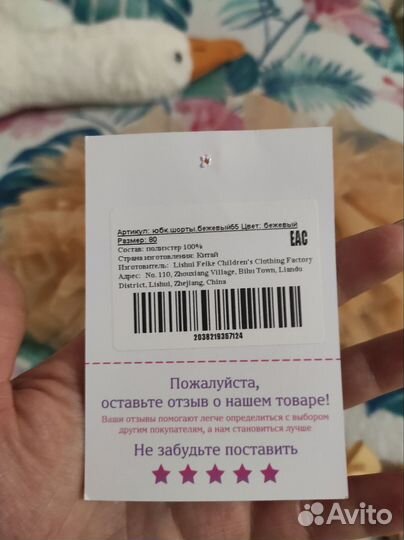 Артикул: юбк.шорты.бежевый55 Цвет: бежевый
Размер: 80
Состав: полиэстер 100%
Страна изготовления: Китай
Изготовитель: Lishui Feike Children's Clothing Factory
Адрес: No. 110, Zhouxiang Village, Bihu Town, Liandu
District, Lishui, Zhejiang, China
EAC
2038219357124
Пожалуйста,
оставьте отзыв о нашем товаре!
Ваши отзывы помогают легче определиться с выбором
другим покупателям, а нам становиться лучше
Не забудьте поставить
Avito